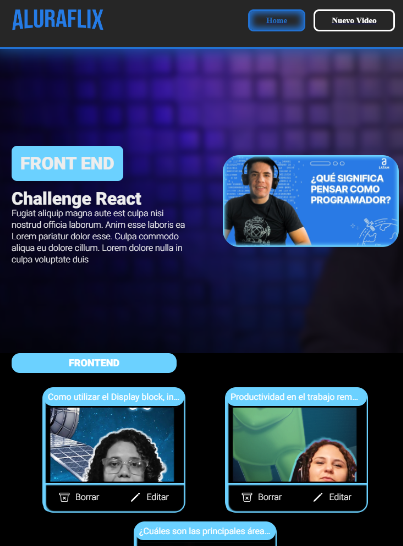 ALURAFLIX
Home
Nuevo Video
FRONT END
Challenge React
Fugiat aliquip magna aute est culpa nisi
nostrud officia laborum. Anim esse laboris ea
Lorem pariatur dolor esse. Culpa commodo
aliqua eu dolore cillum. Lorem dolore nulla in
culpa voluptate duis
a
¿QUÉ SIGNIFICA
PENSAR COMO
PROGRAMADOR?
FRONTEND
Como utilizar el Display block, in...
Borrar
Editar
Productividad en el trabajo rem...
Borrar
Editar
¿Cuáles son las principales área...